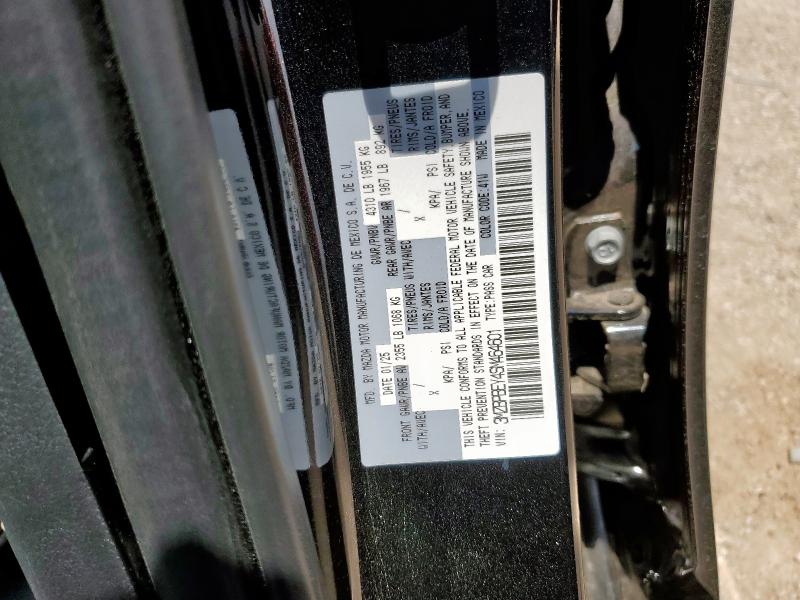 MFD. BY MAZDA MOTOR MANUFACTURING DE MEXICO S.A. DE C.V.
DATE 01/25 GVWR/PNBV 4310 LB 1955 KG
FRONT GAWR/PNBE AV 2355 LB 1068 KG REAR GAWR/PNBE AR 1967 LB 892 KG
WITH/AVEC / TIRES/PNEUS WITH/AVEC / TIRES/PNEUS
X RIMS/JANTES X RIMS/JANTES
KPA/ PSI COLD/A FROID KPA/ PSI COLD/A FROID
THIS VEHICLE CONFORMS TO ALL APPLICABLE FEDERAL MOTOR VEHICLE SAFETY, BUMPER, AND
THEFT PREVENTION STANDARDS IN EFFECT ON THE DATE OF MANUFACTURE SHOWN ABOVE.
VIN: 3MZBPBEY4SM464601 TYPE:PASS CAR COLOR CODE:41W MADE IN MEXICO